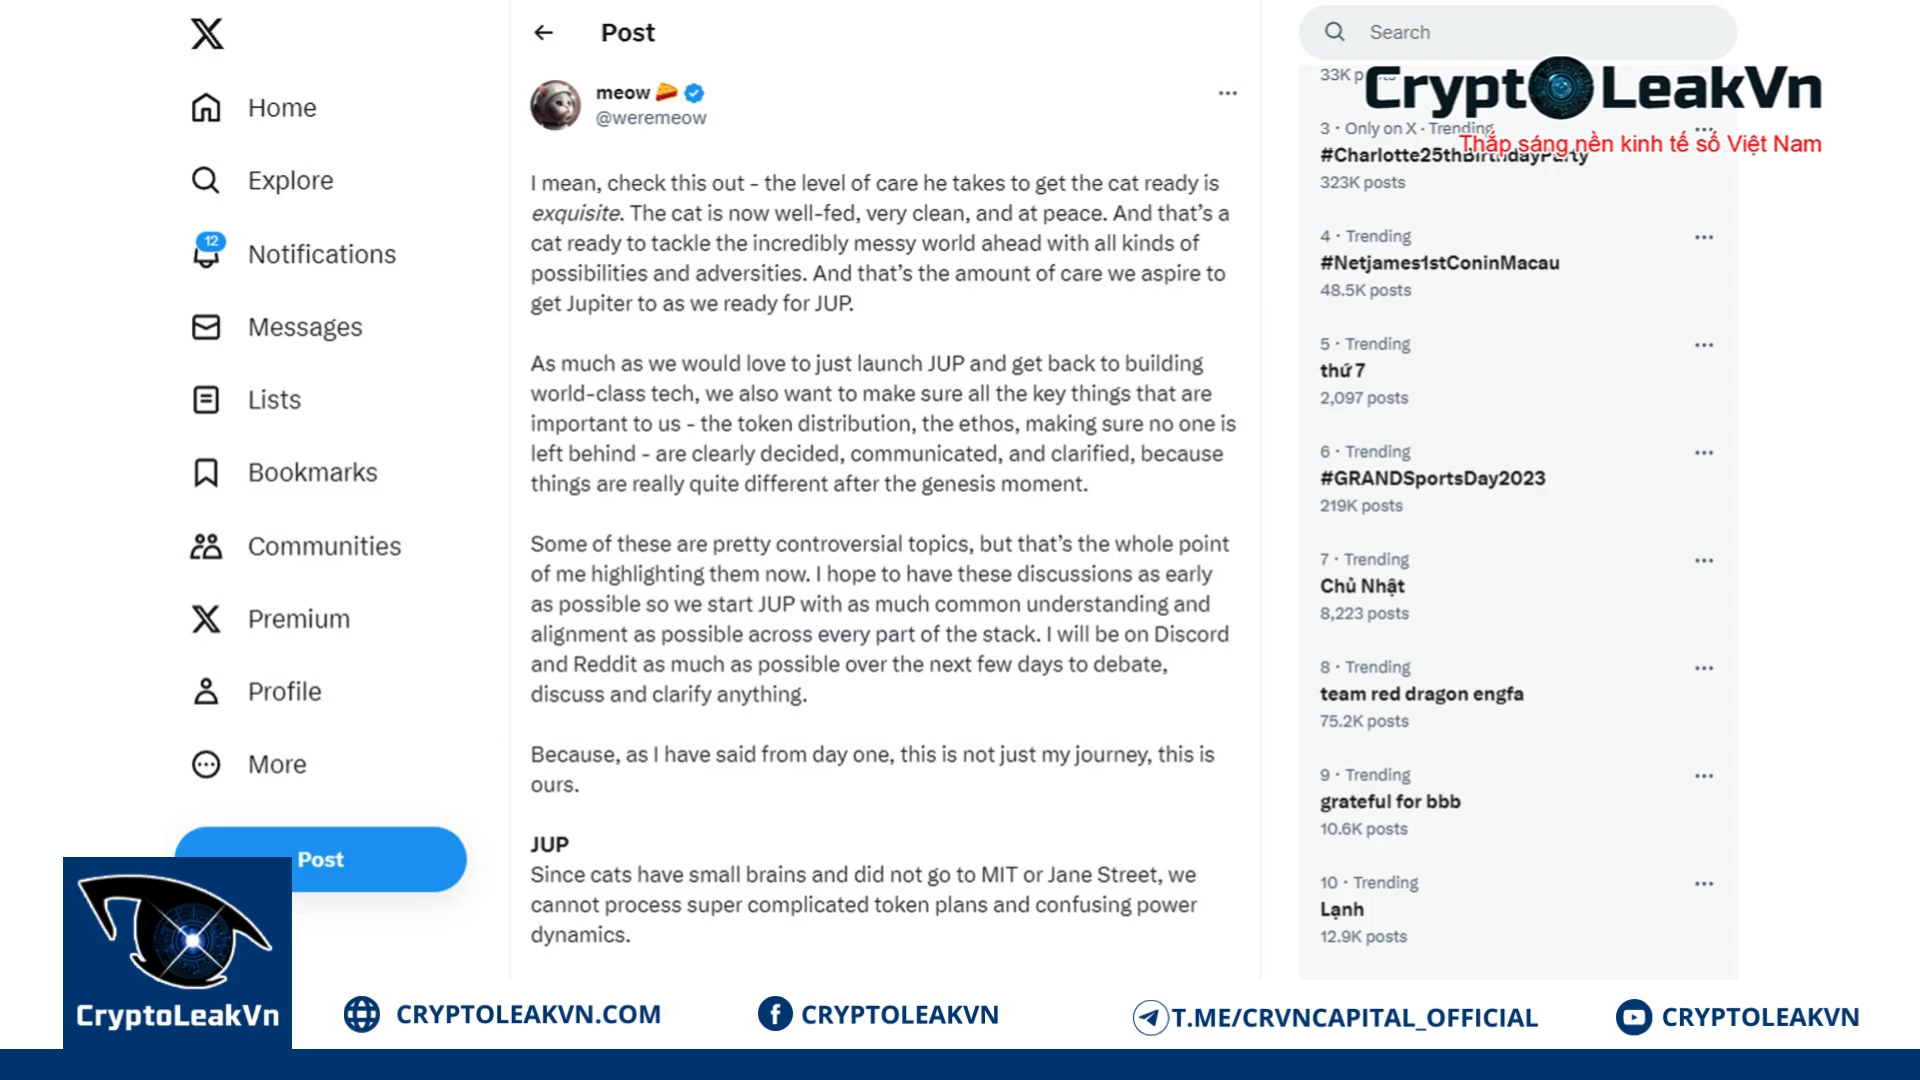 Home
Explore
12
Notifications
Messages
Lists
Bookmarks
Communities
Premium
Profile
More
Post
Post
meow
@weremeow
I mean, check this out - the level of care he takes to get the cat ready is
exquisite. The cat is now well-fed, very clean, and at peace. And that’s a
cat ready to tackle the incredibly messy world ahead with all kinds of
possibilities and adversities. And that’s the amount of care we aspire to
get Jupiter to as we ready for JUP.
As much as we would love to just launch JUP and get back to building
world-class tech, we also want to make sure all the key things that are
important to us - the token distribution, the ethos, making sure no one is
left behind - are clearly decided, communicated, and clarified, because
things are really quite different after the genesis moment.
Some of these are pretty controversial topics, but that’s the whole point
of me highlighting them now. I hope to have these discussions as early
as possible so we start JUP with as much common understanding and
alignment as possible across every part of the stack. I will be on Discord
and Reddit as much as possible over the next few days to debate,
discuss and clarify anything.
Because, as I have said from day one, this is not just my journey, this is
ours.
JUP
Since cats have small brains and did not go to MIT or Jane Street, we
cannot process super complicated token plans and confusing power
dynamics.
Search
33K
CryptoLeakVn
Thắp sáng nền kinh tế số Việt Nam
3 · Only on X · Trending
#Charlotte25thBirthdayParty
323K posts
4 · Trending
#Netjames1stConinMacau
48.5K posts
5 · Trending
thứ 7
2,097 posts
6 · Trending
#GRANDSportsDay2023
219K posts
7 · Trending
Chủ Nhật
8,223 posts
8 · Trending
team red dragon engfa
75.2K posts
9 · Trending
grateful for bbb
10.6K posts
10 · Trending
Lạnh
12.9K posts
CryptoLeakVn
CRYPTOLEAKVN.COM
CRYPTOLEAKVN
T.ME/CRVNCAPITAL_OFFICIAL
CRYPTOLEAKVN